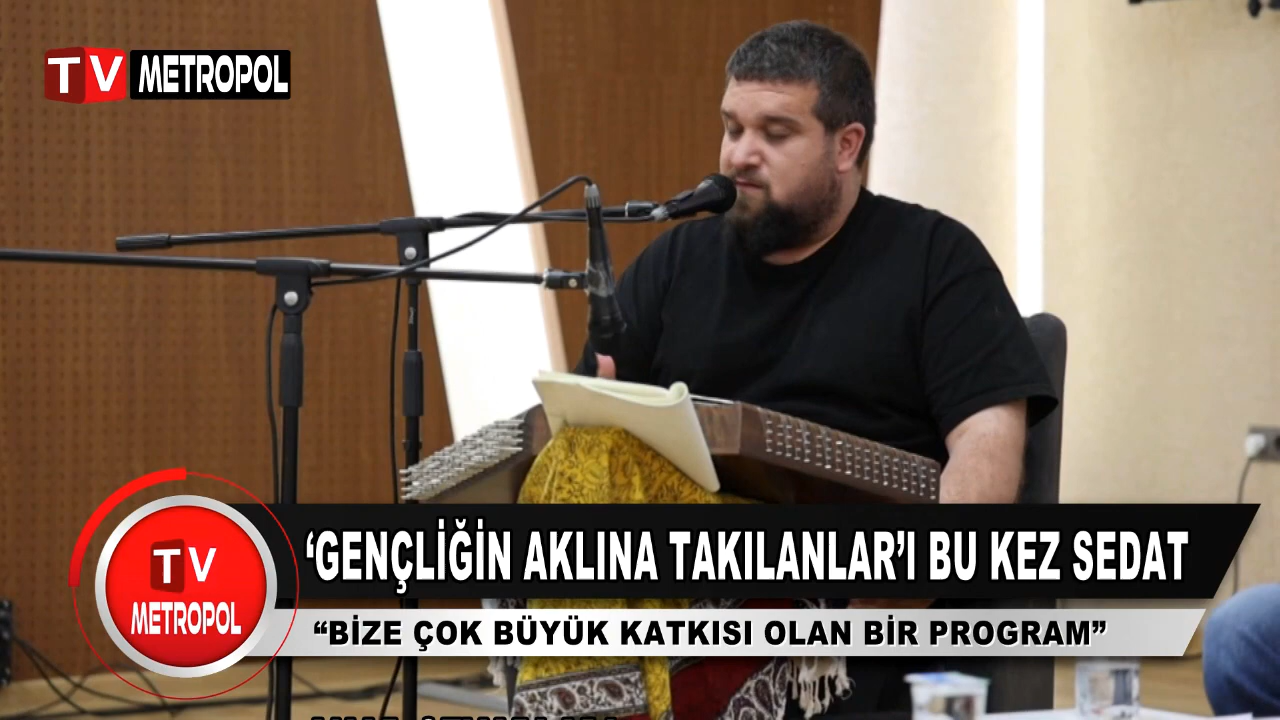 TV METROPOL
‘GENÇLİĞİN AKLINA TAKILANLAR’I BU KEZ SEDAT
TV
METROPOL
“BİZE ÇOK BÜYÜK KATKISI OLAN BİR PROGRAM”